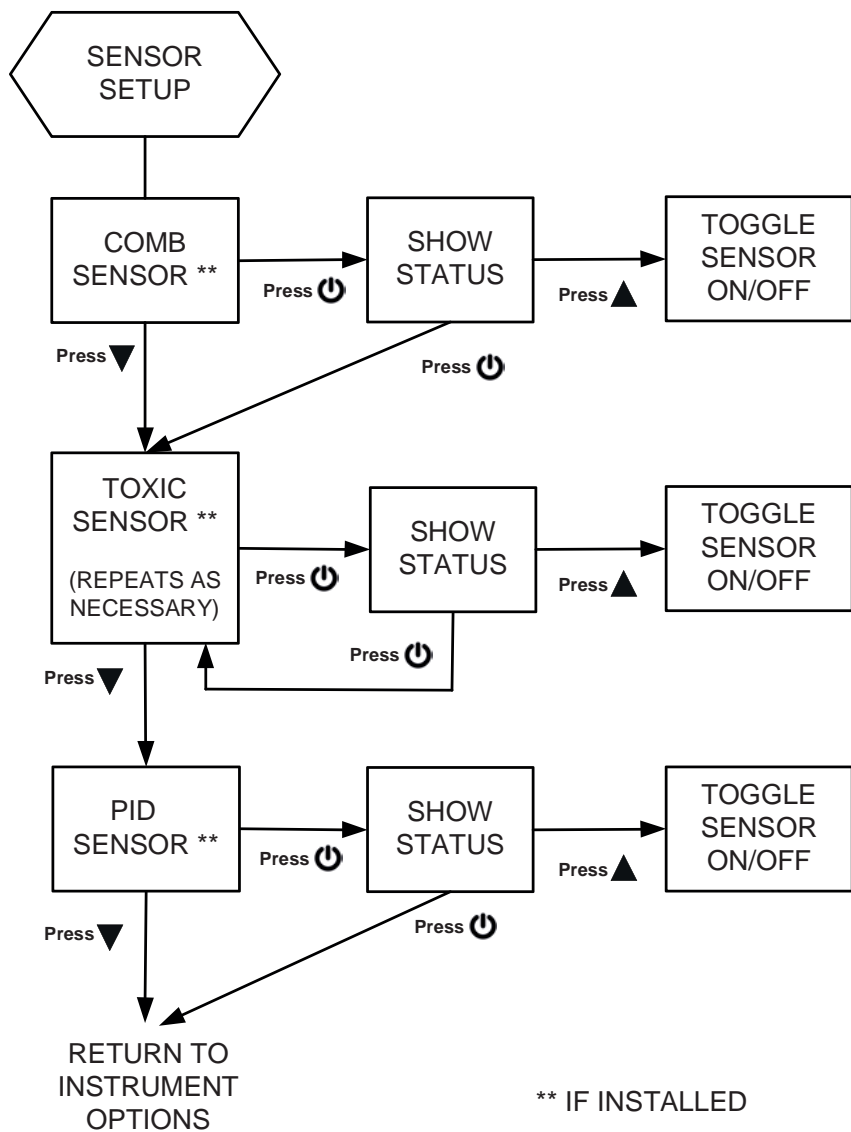 SENSOR
SETUP
COMB
SENSOR **
Press
SHOW
STATUS
Press
TOGGLE
SENSOR
ON/OFF
Press
Press
TOXIC
SENSOR **
(REPEATS AS
NECESSARY)
Press
SHOW
STATUS
Press
TOGGLE
SENSOR
ON/OFF
Press
Press
PID
SENSOR **
Press
SHOW
STATUS
Press
TOGGLE
SENSOR
ON/OFF
Press
Press
RETURN TO
INSTRUMENT
OPTIONS
** IF INSTALLED